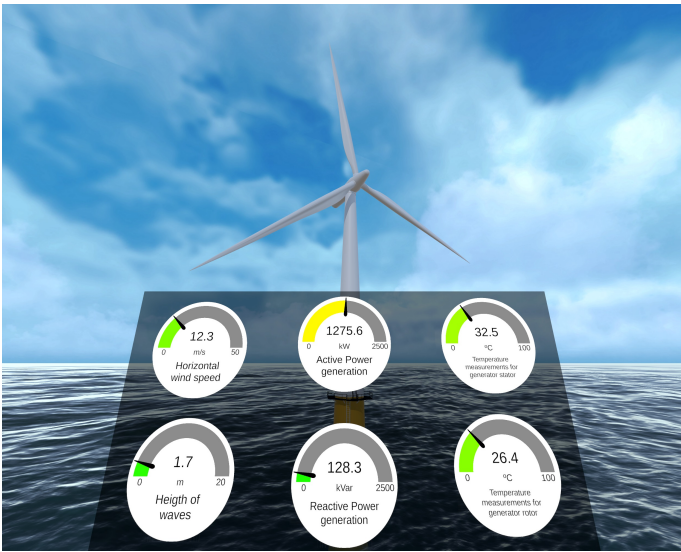 12.3
0 m/s 50
Horizontal
wind speed
1275.6
0 kW 2500
Active Power
generation
32.5
0 ºC 100
Temperature
measurements for
generator stator
1.7
0 m 20
Heigth of
waves
128.3
0 kVar 2500
Reactive Power
generation
26.4
0 ºC 100
Temperature
measurements for
generator rotor